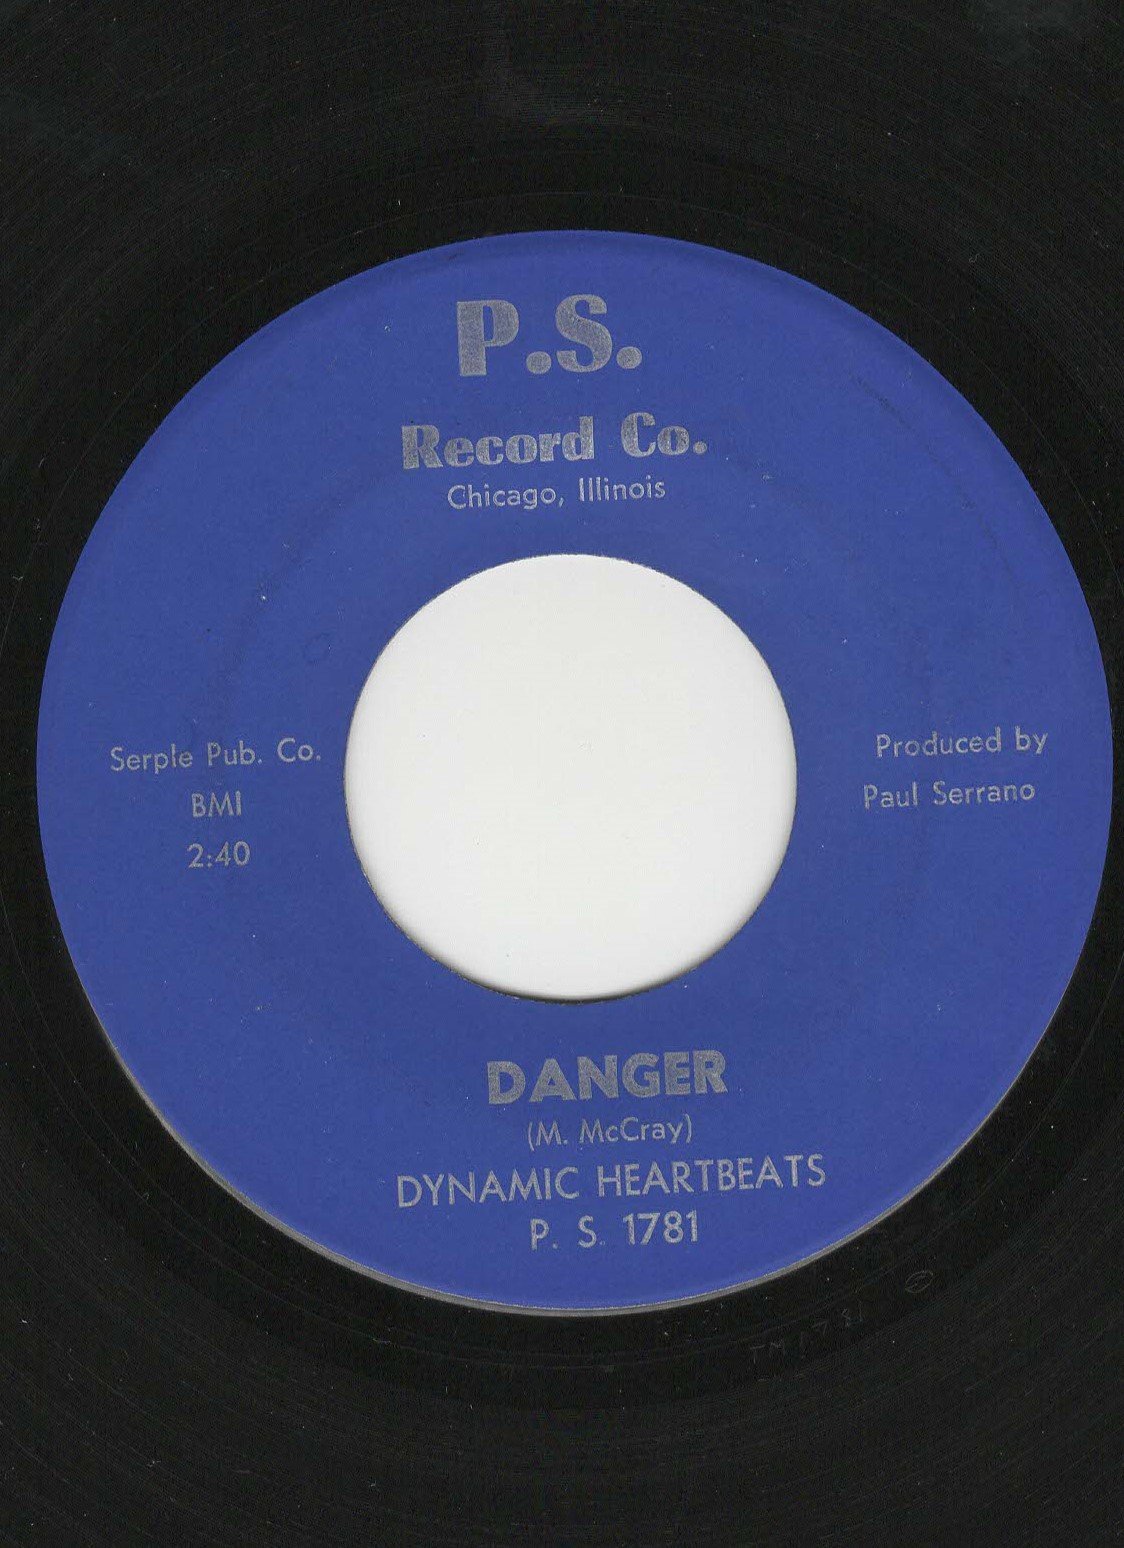 P.S.
Record Co.
Chicago, Illinois
Serple Pub. Co.
BMI
2:40
Produced by
Paul Serrano
DANGER
(M. McCray)
DYNAMIC HEARTBEATS
P. S. 1781